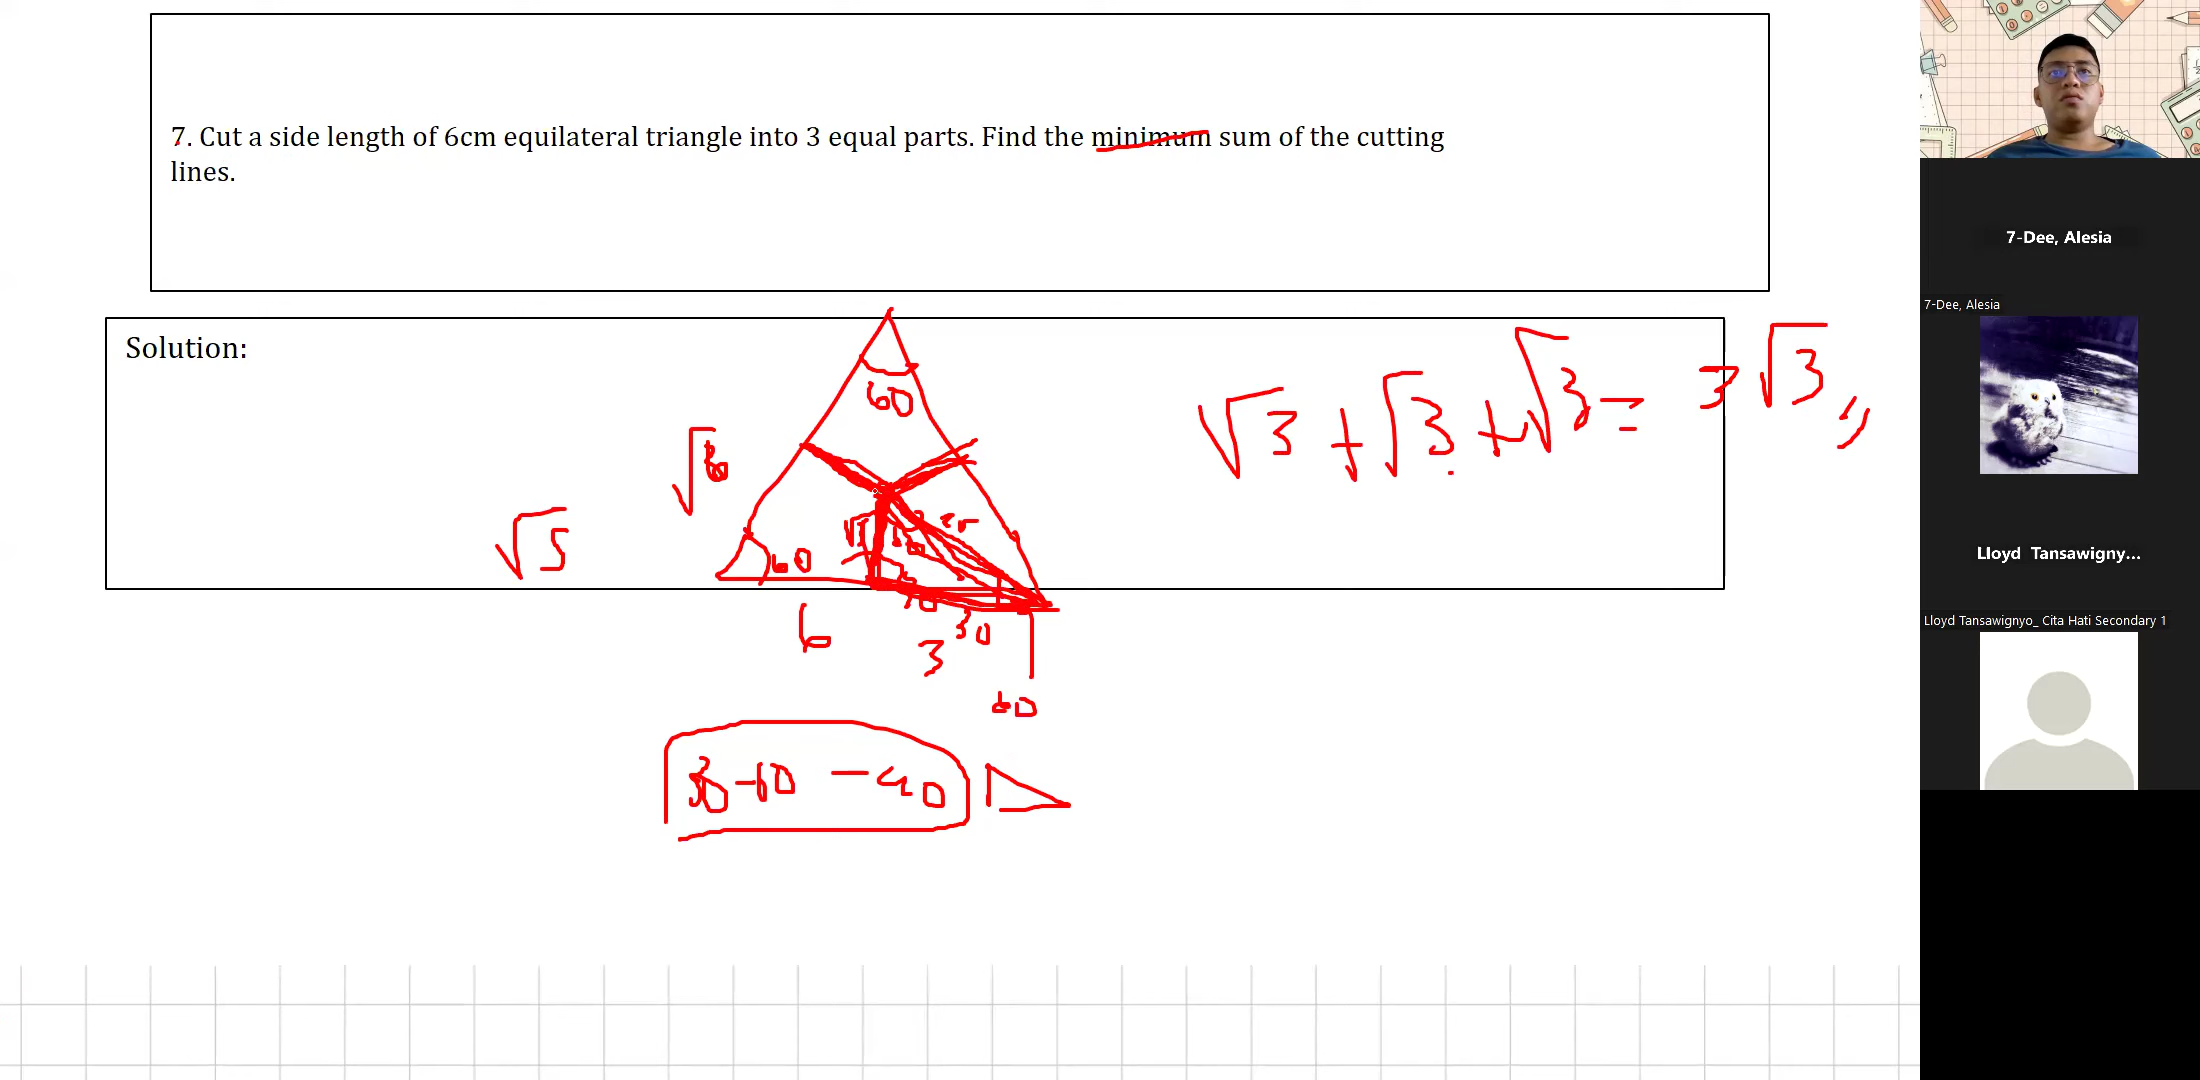 7. Cut a side length of 6cm equilateral triangle into 3 equal parts. Find the minimum sum of the cutting
lines.
Solution:
60
√3 + √3 + √3 = 3√3
60
6
3
30
60
7-Dee, Alesia
7-Dee, Alesia
Lloyd Tansawigny...
Lloyd Tansawignyo_ Cita Hati Secondary 1